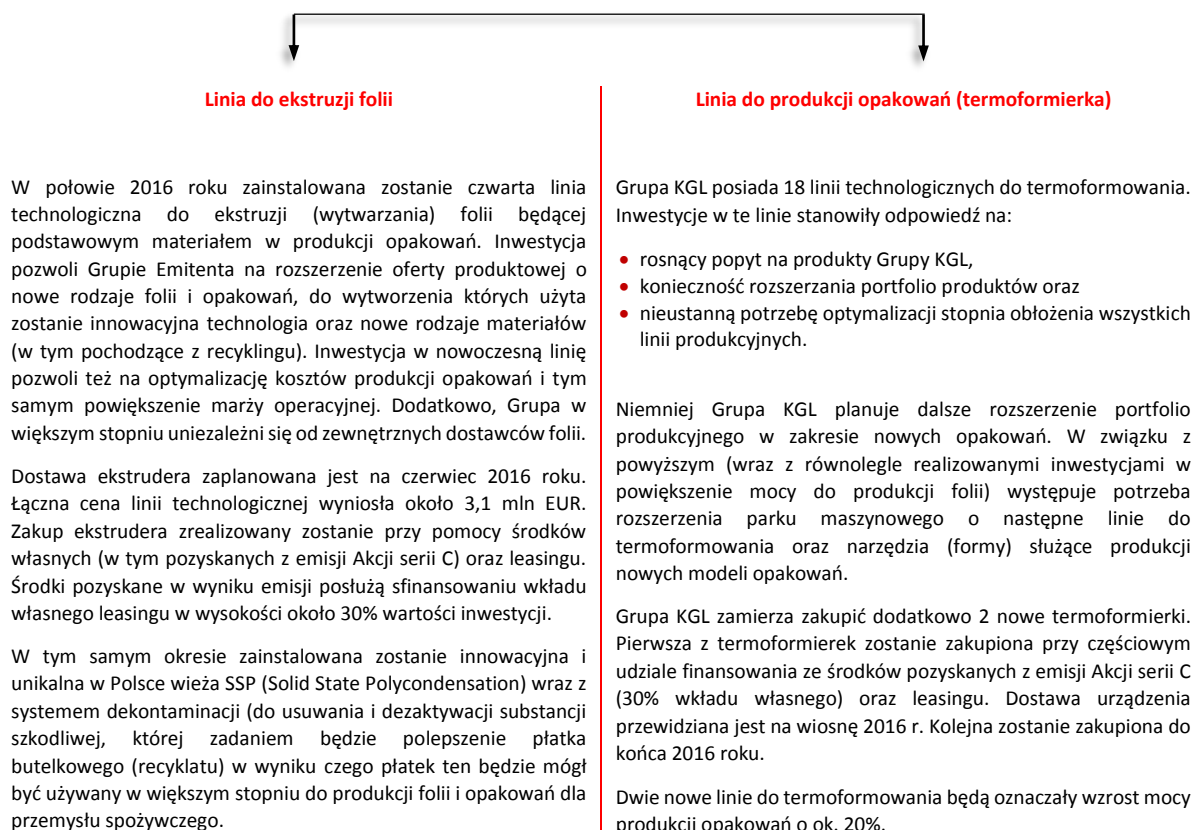 Linia do ekstruzji folii
W połowie 2016 roku zainstalowana zostanie czwarta linia
technologiczna do ekstruzji (wytwarzania) folii będącej
podstawowym materiałem w produkcji opakowań. Inwestycja
pozwoli Grupie Emitenta na rozszerzenie oferty produktowej o
nowe rodzaje folii i opakowań, do wytworzenia których użyta
zostanie innowacyjna technologia oraz nowe rodzaje materiałów
(w tym pochodzące z recyklingu). Inwestycja w nowoczesną linię
pozwoli też na optymalizację kosztów produkcji opakowań i tym
samym powiększenie marży operacyjnej. Dodatkowo, Grupa w
większym stopniu uniezależni się od zewnętrznych dostawców folii.
Dostawa ekstrudera zaplanowana jest na czerwiec 2016 roku.
Łączna cena linii technologicznej wyniosła około 3,1 mln EUR.
Zakup ekstrudera zrealizowany zostanie przy pomocy środków
własnych (w tym pozyskanych z emisji Akcji serii C) oraz leasingu.
Środki pozyskane w wyniku emisji posłużą sfinansowaniu wkładu
własnego leasingu w wysokości około 30% wartości inwestycji.
W tym samym okresie zainstalowana zostanie innowacyjna i
unikalna w Polsce wieża SSP (Solid State Polycondensation) wraz z
systemem dekontaminacji (do usuwania i dezaktywacji substancji
szkodliwej, której zadaniem będzie polepszenie płatka
butelkowego (recyklatu) w wyniku czego płatek ten będzie mógł
być używany w większym stopniu do produkcji folii i opakowań dla
przemysłu spożywczego.
Linia do produkcji opakowań (termoformierka)
Grupa KGL posiada 18 linii technologicznych do termoformowania.
Inwestycje w te linie stanowiły odpowiedź na:
• rosnący popyt na produkty Grupy KGL,
• konieczność rozszerzania portfolio produktów oraz
• nieustanną potrzebę optymalizacji stopnia obłożenia wszystkich
linii produkcyjnych.
Niemniej Grupa KGL planuje dalsze rozszerzenie portfolio
produkcyjnego w zakresie nowych opakowań. W związku z
powyższym (wraz z równolegle realizowanymi inwestycjami w
powiększenie mocy do produkcji folii) występuje potrzeba
rozszerzenia parku maszynowego o następne linie do
termoformowania oraz narzędzia (formy) służące produkcji
nowych modeli opakowań.
Grupa KGL zamierza zakupić dodatkowo 2 nowe termoformierki.
Pierwsza z termoformierek zostanie zakupiona przy częściowym
udziale finansowania ze środków pozyskanych z emisji Akcji serii C
(30% wkładu własnego) oraz leasingu. Dostawa urządzenia
przewidziana jest na wiosnę 2016 r. Kolejna zostanie zakupiona do
końca 2016 roku.
Dwie nowe linie do termoformowania będą oznaczały wzrost mocy
produkcji opakowań o ok. 20%.